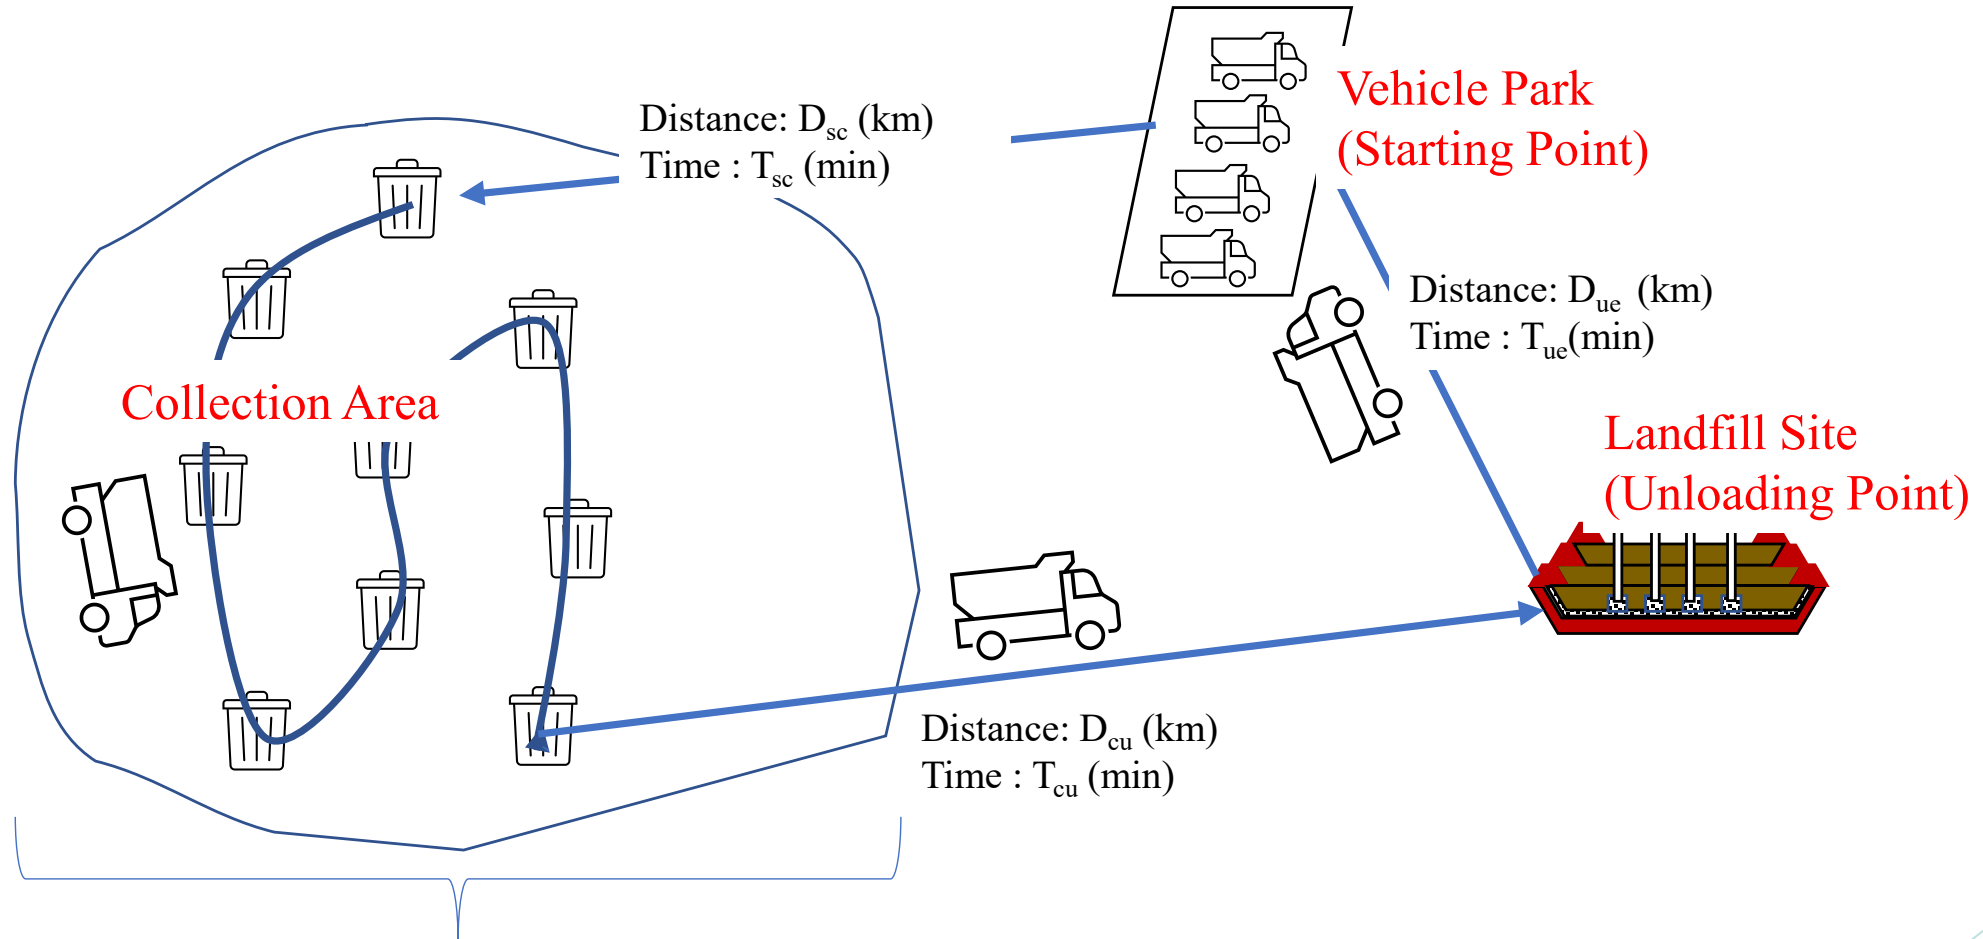 Distance: Dsc (km)
Time : Tsc (min)
Vehicle Park
(Starting Point)
Distance: Due (km)
Time : Tue(min)
Collection Area
Landfill Site
(Unloading Point)
Distance: Dcu (km)
Time : Tcu (min)